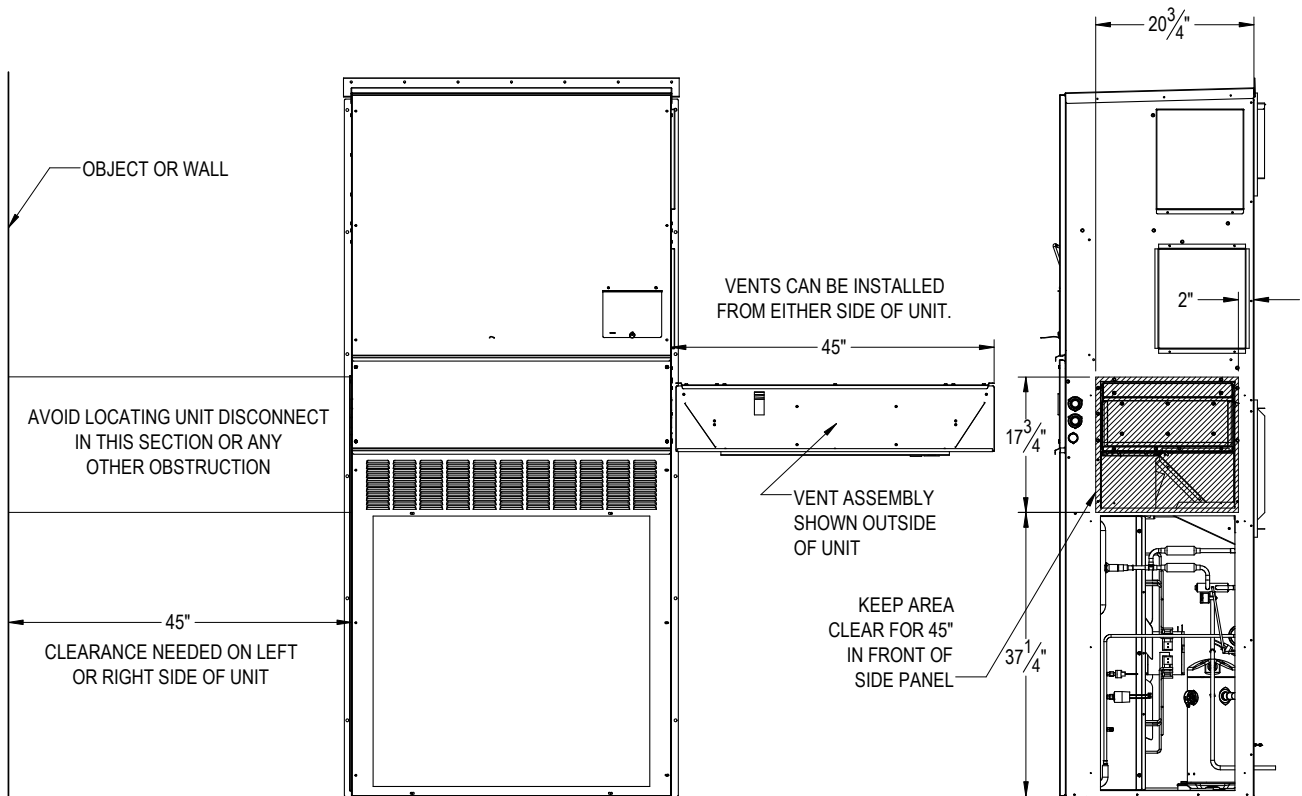 20 3/4"
OBJECT OR WALL
VENTS CAN BE INSTALLED
FROM EITHER SIDE OF UNIT.
2"
45"
AVOID LOCATING UNIT DISCONNECT
IN THIS SECTION OR ANY
OTHER OBSTRUCTION
17 3/4"
VENT ASSEMBLY
SHOWN OUTSIDE
OF UNIT
KEEP AREA
CLEAR FOR 45"
IN FRONT OF
SIDE PANEL
37 1/4"
45"
CLEARANCE NEEDED ON LEFT
OR RIGHT SIDE OF UNIT